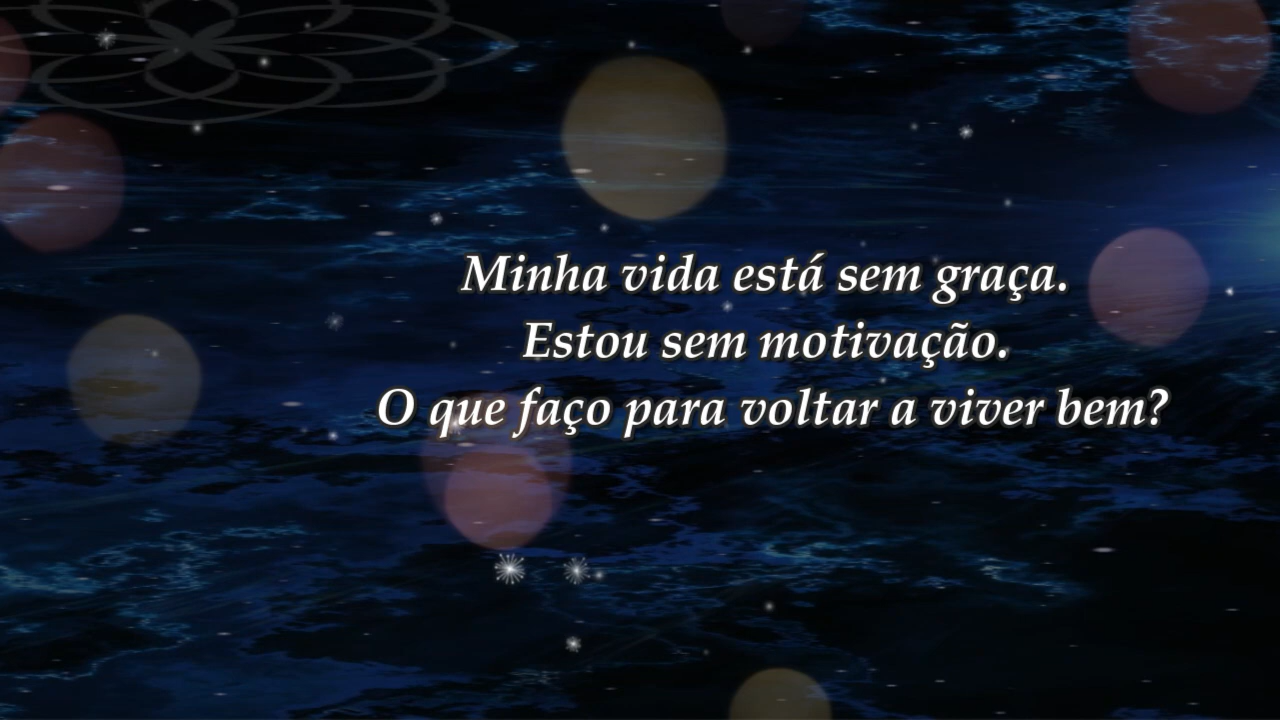 Minha vida está sem graça.
Estou sem motivação.
O que faço para voltar a viver bem?